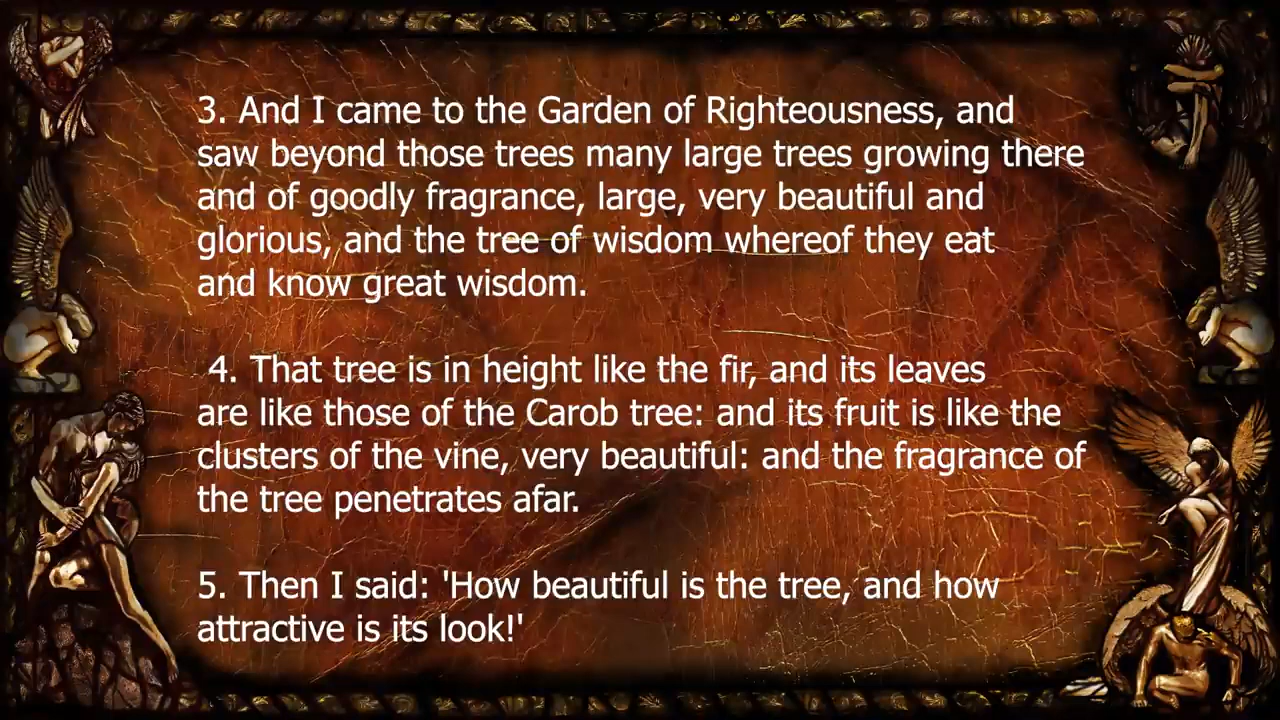 3. And I came to the Garden of Righteousness, and
saw beyond those trees many large trees growing there
and of goodly fragrance, large, very beautiful and
glorious, and the tree of wisdom whereof they eat
and know great wisdom.
4. That tree is in height like the fir, and its leaves
are like those of the Carob tree: and its fruit is like the
clusters of the vine, very beautiful: and the fragrance of
the tree penetrates afar.
5. Then I said: 'How beautiful is the tree, and how
attractive is its look!'